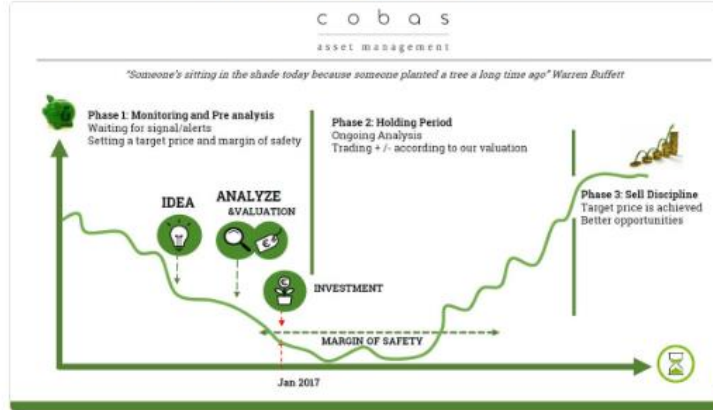 cobas
asset management
"Someone's sitting in the shade today because someone planted a tree a long time ago" Warren Buffett
Phase 1: Monitoring and Pre analysis
Waiting for signal/alerts
Setting a target price and margin of safety
Phase 2: Holding Period
Ongoing Analysis
Trading + /- according to our valuation
Phase 3: Sell Discipline
Target price is achieved
Better opportunities
IDEA
ANALYZE
&VALUATION
INVESTMENT
MARGIN OF SAFETY
Jan 2017